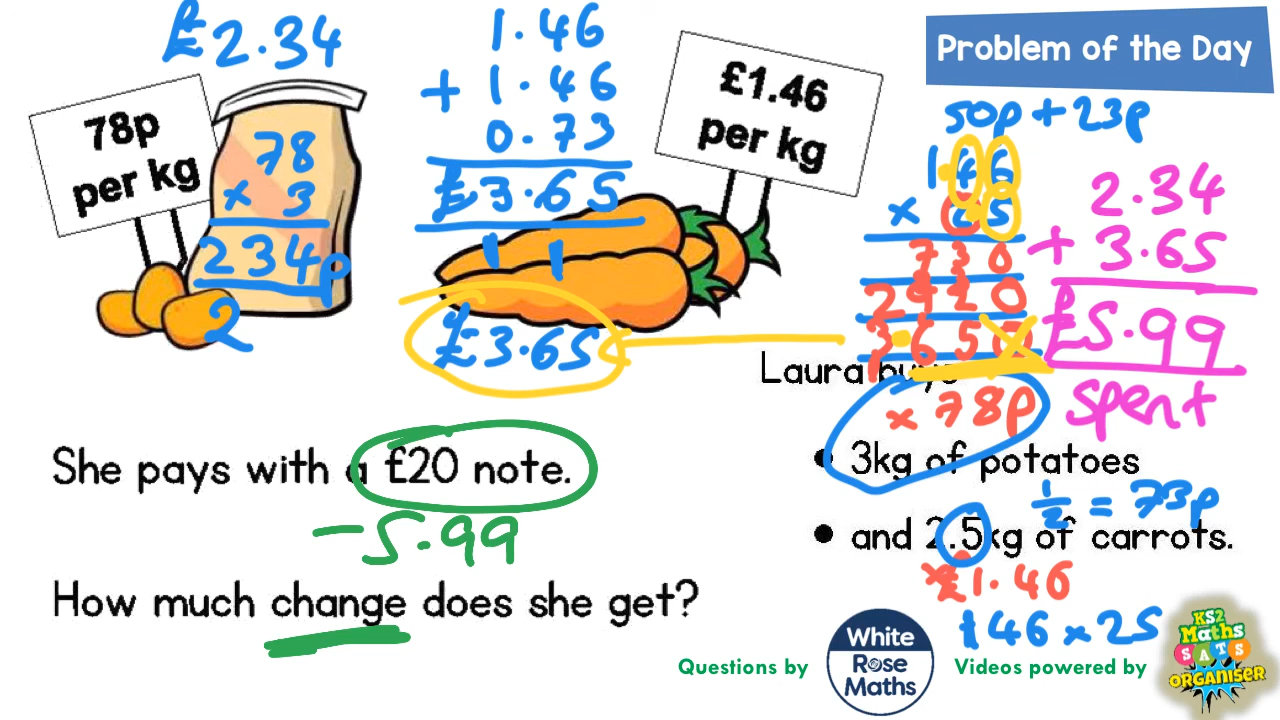 £2.34
78p
per kg
78
× 3
234p
2
1.46
+ 1.46
0.73
£3.65
1 1
£3.65
£1.46
per kg
Problem of the Day
50p + 23p
146
×
730
2920
3.650
2.34
+ 3.65
£5.99
spent
Laura buys
× 78p
• 3kg of potatoes
½ = 73p
• and 2.5kg of carrots.
×£1.46
146 × 25
She pays with a £20 note.
– 5.99
How much change does she get?
Questions by
White
Rose
Maths
Videos powered by
KS2
Maths
SATS
ORGANISER